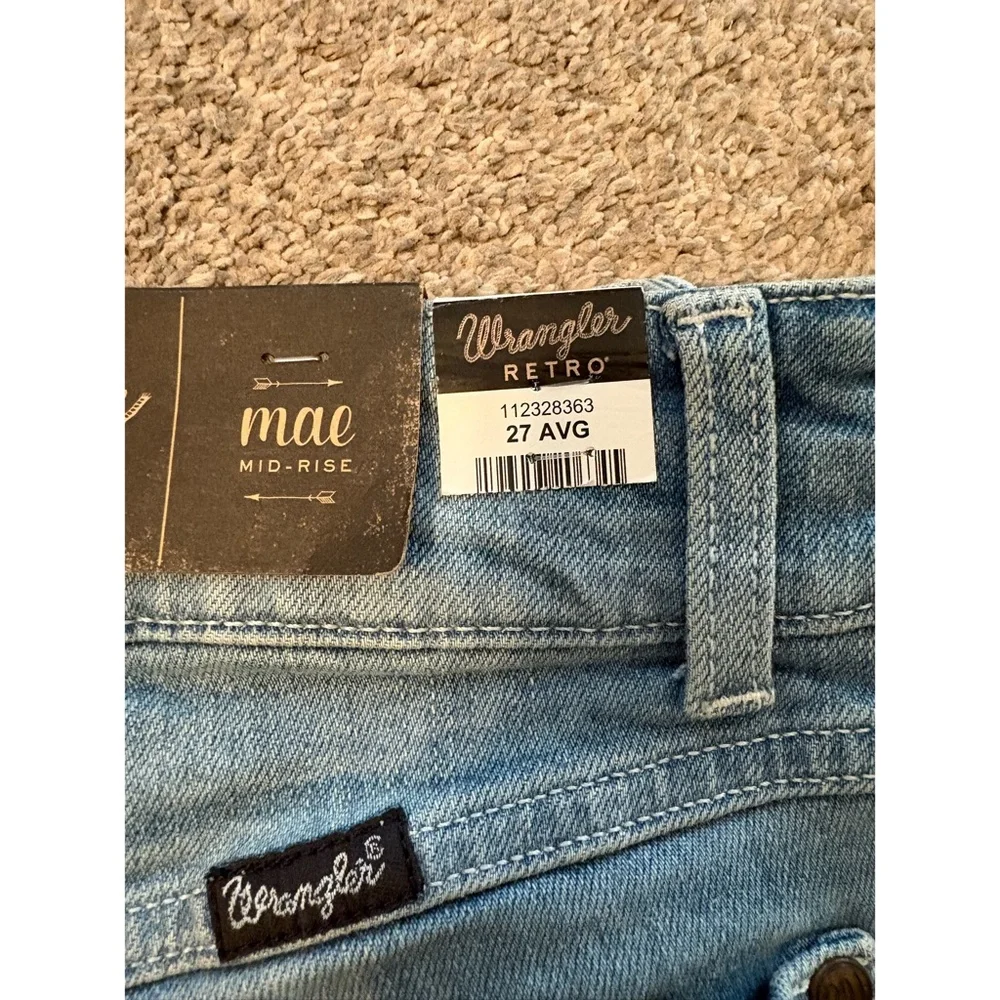 mae
MID-RISE
Wrangler
RETRO®
112328363
27 AVG
Wrangler®